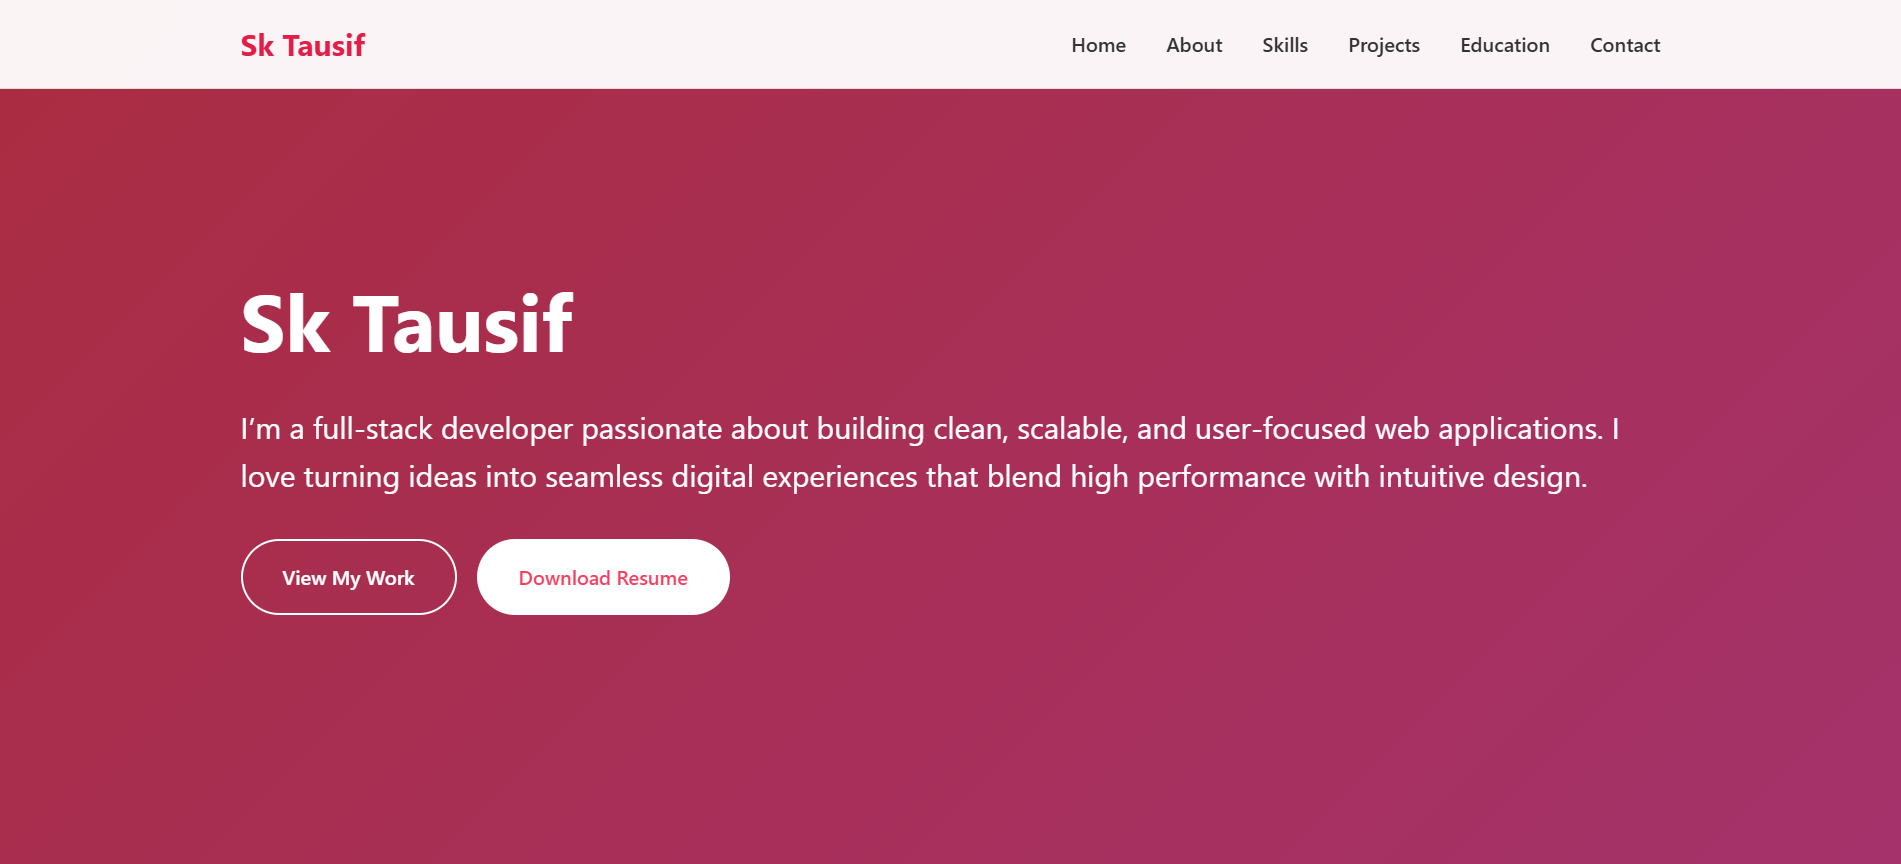 Sk Tausif
Home About Skills Projects Education Contact
Sk Tausif
I’m a full-stack developer passionate about building clean, scalable, and user-focused web applications. I
love turning ideas into seamless digital experiences that blend high performance with intuitive design.
View My Work
Download Resume